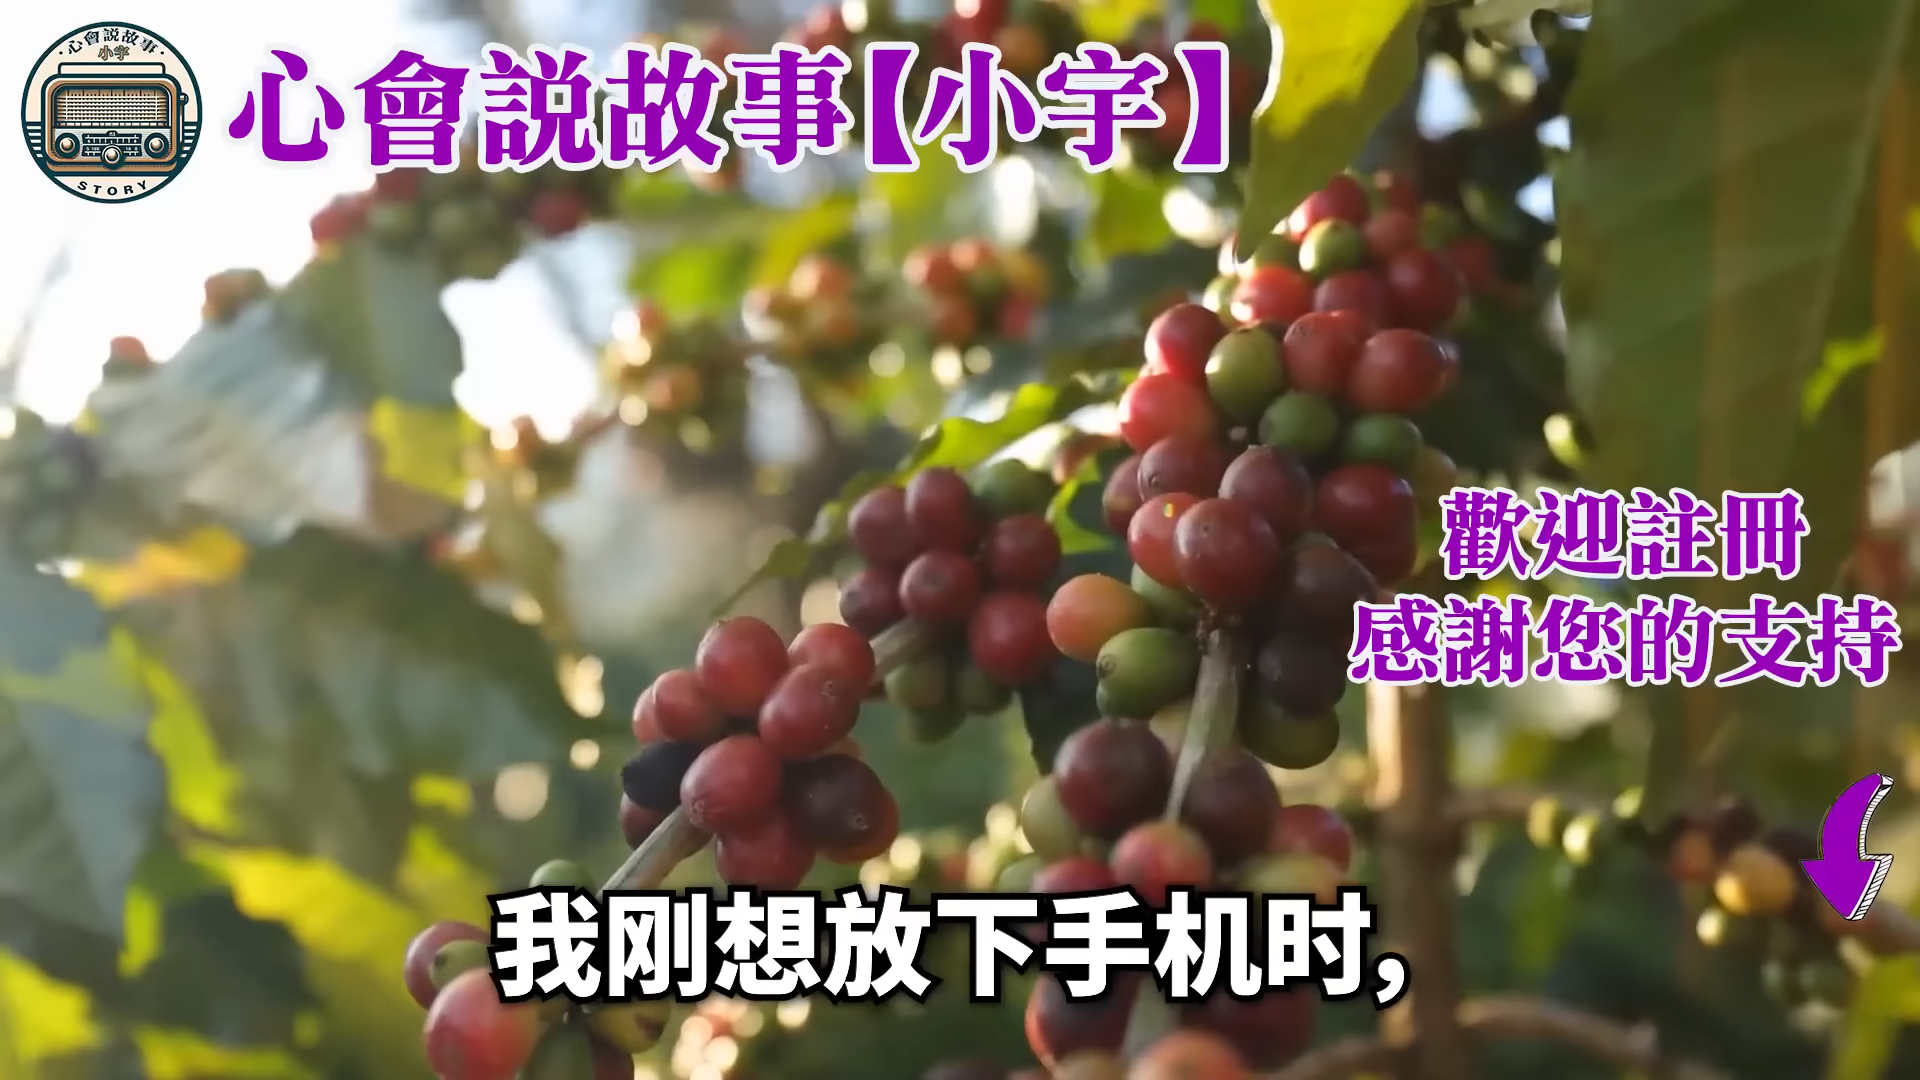 ·心會説故事·
小宇
STORY
心會説故事【小宇】
歡迎註冊
感謝您的支持
我刚想放下手机时,